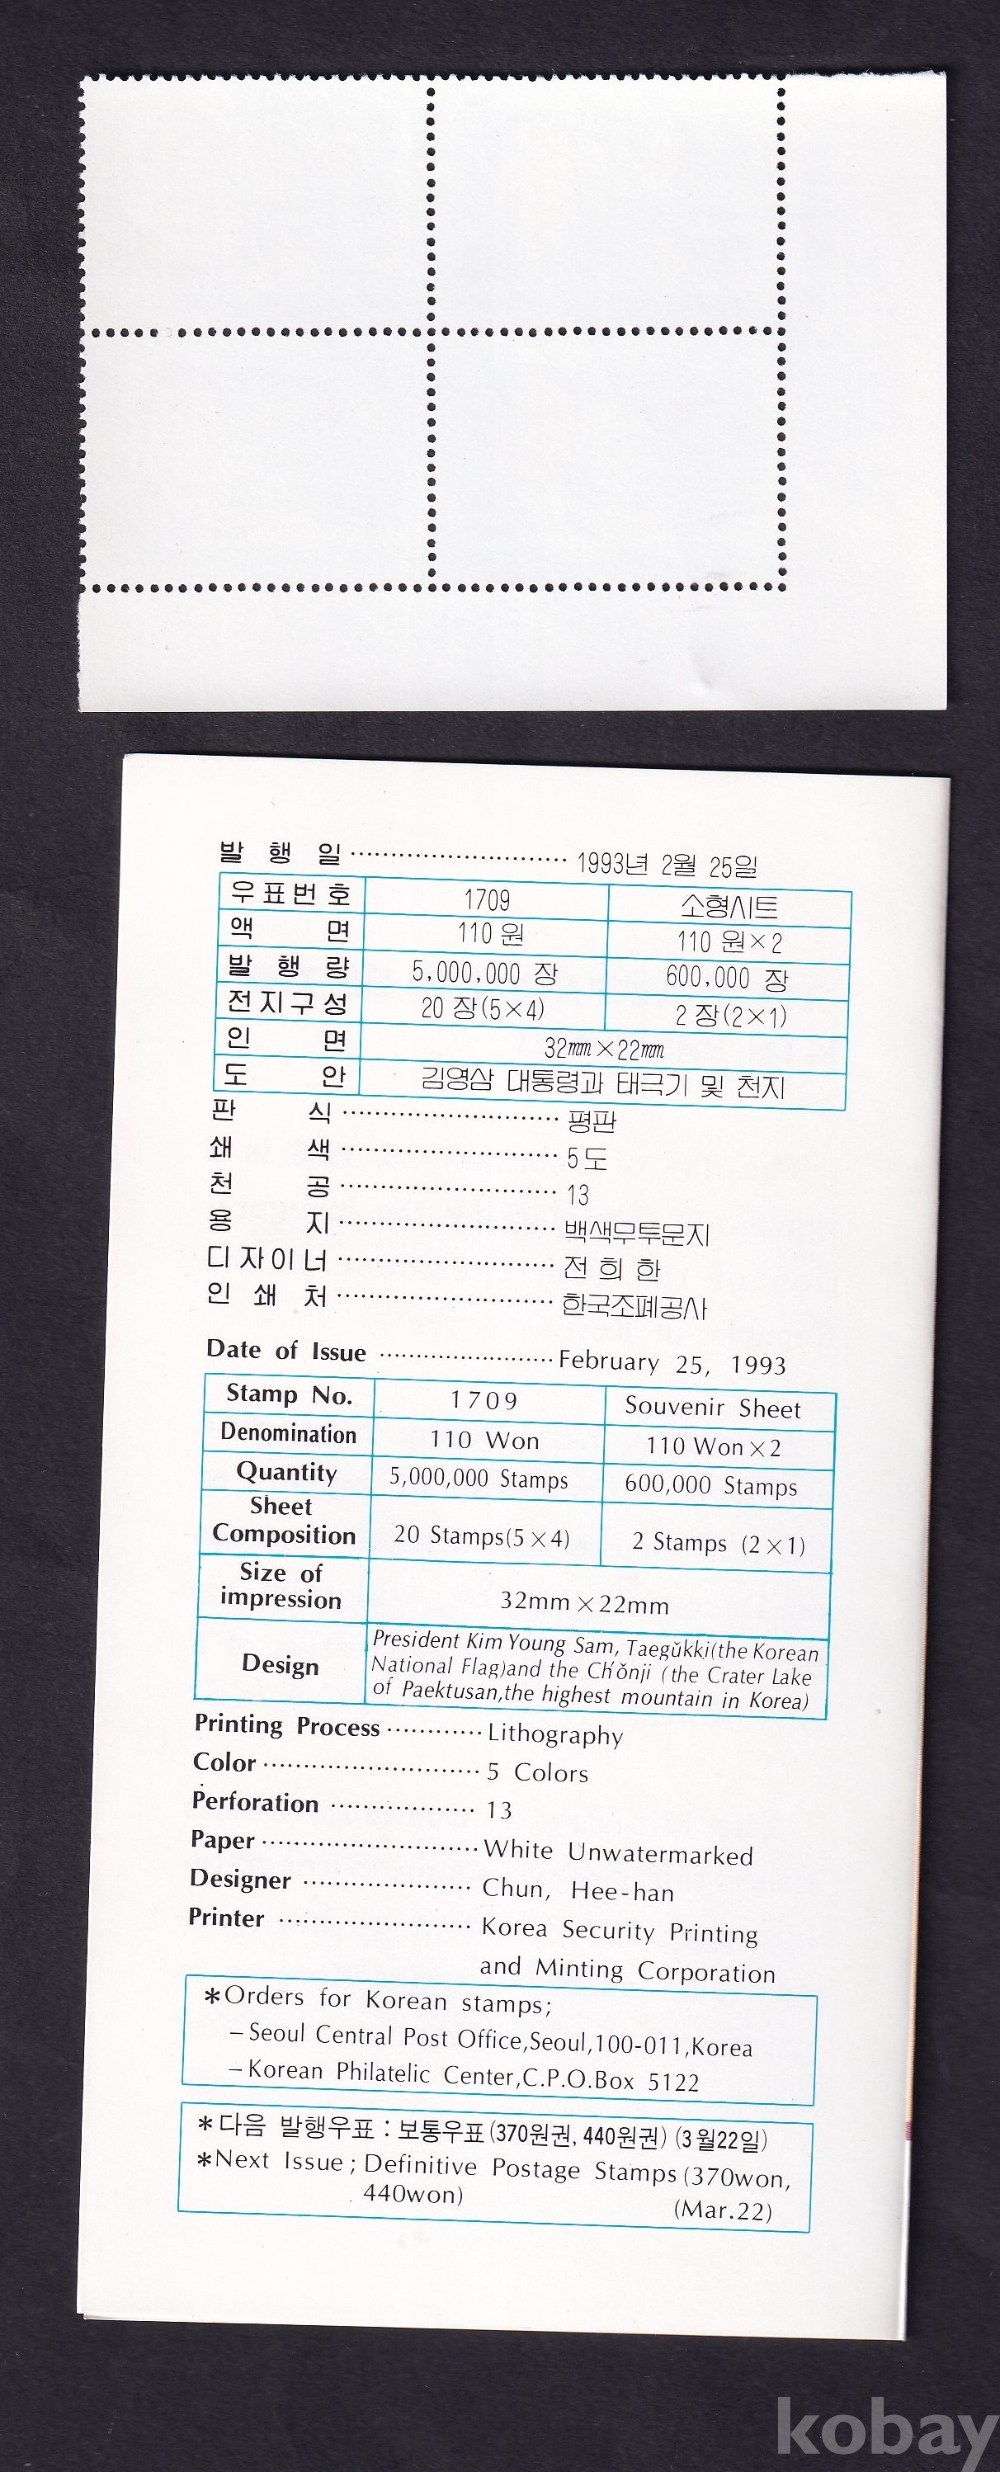 발 행 일 ··························· 1993년 2월 25일
우표번호 1709 소형시트
액 면 110 원 110 원×2
발 행 량 5,000,000 장 600,000 장
전지구성 20 장(5×4) 2 장(2×1)
인 면 32㎜×22㎜
도 안 김영삼 대통령과 태극기 및 천지
판 식 ··························· 평판
쇄 색 ··························· 5도
천 공 ··························· 13
용 지 ··························· 백색무투문지
디자이너 ··························· 전 희 한
인 쇄 처 ··························· 한국조폐공사
Date of Issue ························ February 25, 1993
Stamp No. 1709 Souvenir Sheet
Denomination 110 Won 110 Won×2
Quantity 5,000,000 Stamps 600,000 Stamps
Sheet
Composition 20 Stamps(5×4) 2 Stamps (2×1)
Size of
impression 32mm×22mm
President Kim Young Sam, Taegŭkki(the Korean
Design National Flag)and the Ch'ŏnji (the Crater Lake
of Paektusan,the highest mountain in Korea)
Printing Process ············ Lithography
Color ··························· 5 Colors
Perforation ·················· 13
Paper ··························· White Unwatermarked
Designer ····················· Chun, Hee-han
Printer ························ Korea Security Printing
and Minting Corporation
*Orders for Korean stamps;
–Seoul Central Post Office,Seoul,100-011,Korea
–Korean Philatelic Center,C.P.O.Box 5122
*다음 발행우표 : 보통우표(370원권, 440원권) (3월22일)
*Next Issue ; Definitive Postage Stamps (370won,
440won) (Mar.22)
kobay